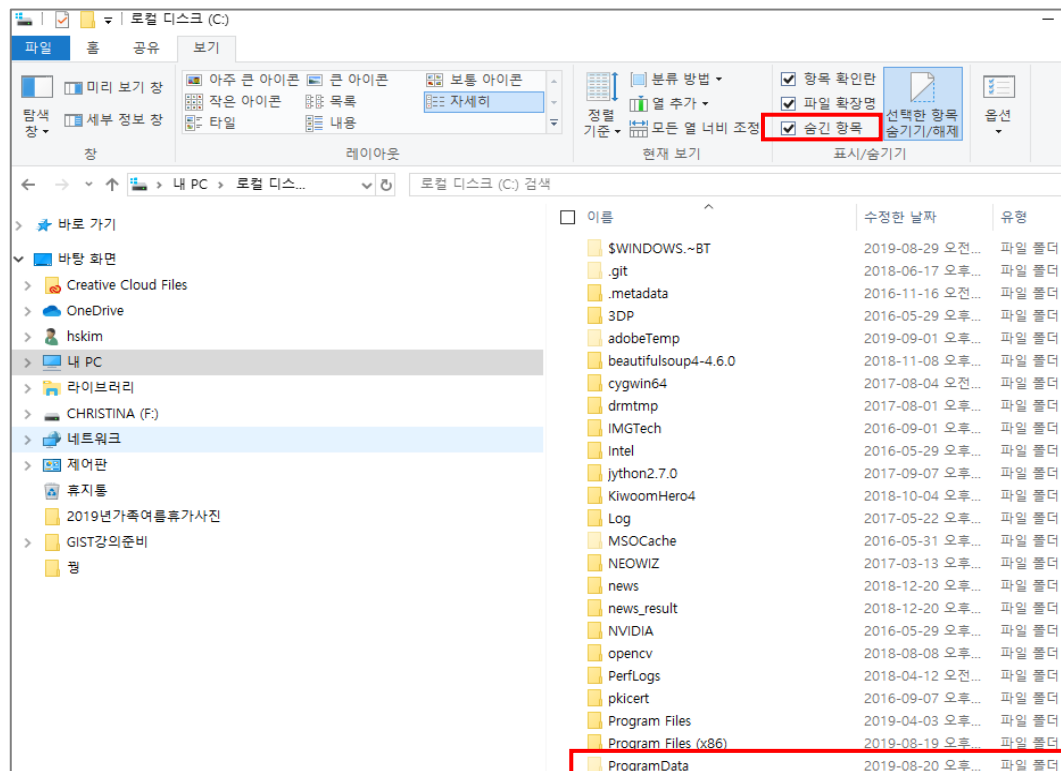 로컬 디스크 (C:)
파일 홈 공유 보기
미리 보기 창 아주 큰 아이콘 큰 아이콘 보통 아이콘 분류 방법 항목 확인란
탐색 창 세부 정보 창 작은 아이콘 목록 자세히 정렬 기준 열 추가 파일 확장명 선택한 항목 숨기기/해제 옵션
타일 내용 모든 열 너비 조정 숨긴 항목
창 레이아웃 현재 보기 표시/숨기기
내 PC › 로컬 디스... 로컬 디스크 (C:) 검색
바로 가기
바탕 화면
Creative Cloud Files
OneDrive
hskim
내 PC
라이브러리
CHRISTINA (F:)
네트워크
제어판
휴지통
2019년가족여름휴가사진
GIST강의준비
꿩
이름 수정한 날짜 유형
$WINDOWS.~BT 2019-08-29 오전... 파일 폴더
.git 2018-06-17 오후... 파일 폴더
.metadata 2016-11-16 오전... 파일 폴더
3DP 2016-05-29 오후... 파일 폴더
adobeTemp 2019-09-01 오후... 파일 폴더
beautifulsoup4-4.6.0 2018-11-08 오후... 파일 폴더
cygwin64 2017-08-04 오전... 파일 폴더
drmtmp 2017-08-01 오후... 파일 폴더
IMGTech 2016-09-01 오후... 파일 폴더
Intel 2016-05-29 오후... 파일 폴더
jython2.7.0 2017-09-07 오후... 파일 폴더
KiwoomHero4 2018-10-04 오후... 파일 폴더
Log 2017-05-22 오후... 파일 폴더
MSOCache 2016-05-31 오후... 파일 폴더
NEOWIZ 2017-03-13 오후... 파일 폴더
news 2018-12-20 오후... 파일 폴더
news_result 2018-12-20 오후... 파일 폴더
NVIDIA 2016-05-29 오후... 파일 폴더
opencv 2018-08-08 오후... 파일 폴더
PerfLogs 2018-04-12 오전... 파일 폴더
pkicert 2016-09-07 오후... 파일 폴더
Program Files 2019-04-03 오후... 파일 폴더
Program Files (x86) 2019-08-19 오후... 파일 폴더
ProgramData 2019-08-20 오후... 파일 폴더